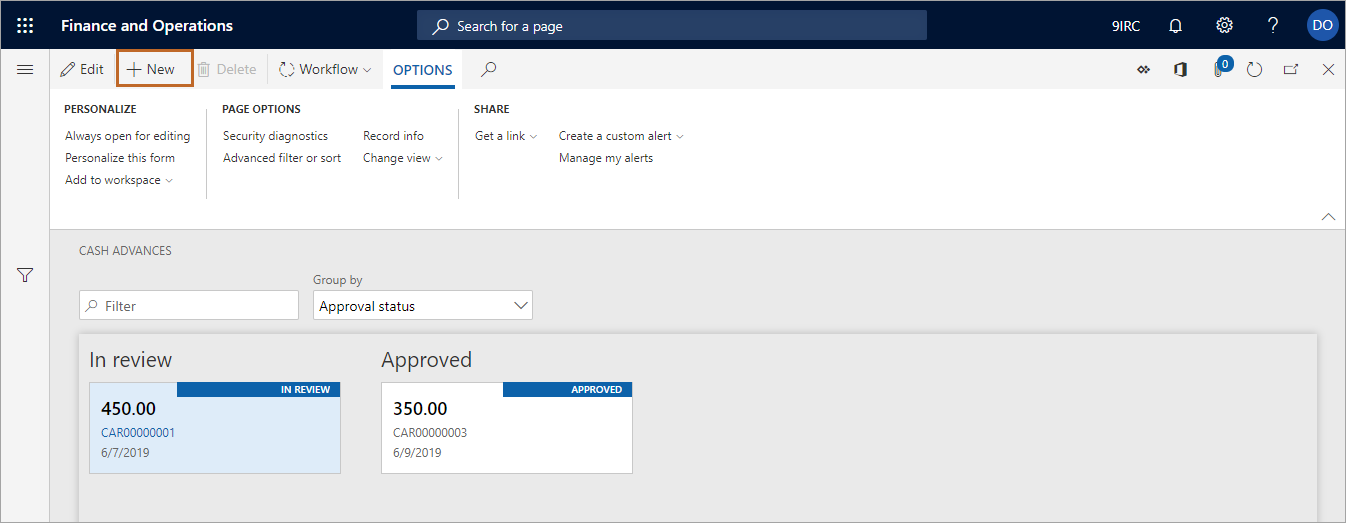 Finance and Operations
Search for a page
9IRC
?
DO
Edit
New
Delete
Workflow
OPTIONS
0
PERSONALIZE
Always open for editing
Personalize this form
Add to workspace
PAGE OPTIONS
Security diagnostics
Record info
Advanced filter or sort
Change view
SHARE
Get a link
Create a custom alert
Manage my alerts
CASH ADVANCES
Group by
Filter
Approval status
In review
IN REVIEW
450.00
CAR00000001
6/7/2019
Approved
APPROVED
350.00
CAR00000003
6/9/2019